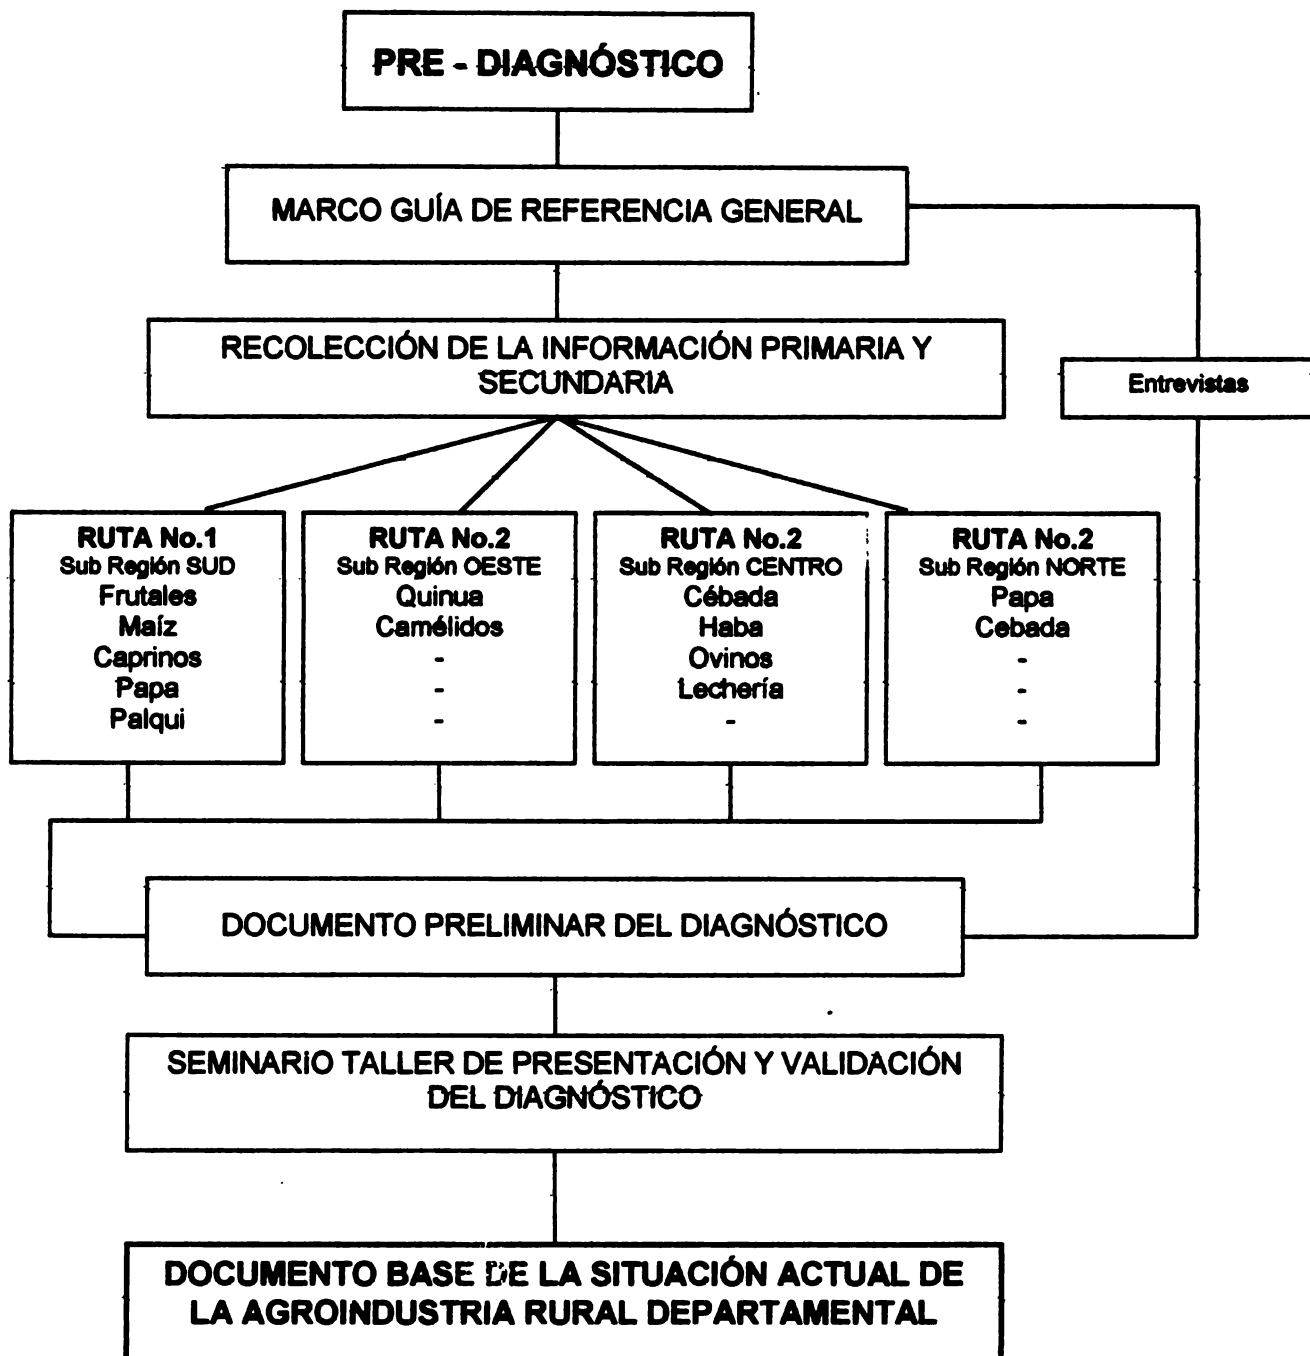 PRE - DIAGNÓSTICO
MARCO GUÍA DE REFERENCIA GENERAL
RECOLECCIÓN DE LA INFORMACIÓN PRIMARIA Y
SECUNDARIA
Entrevistas
RUTA No.1
Sub Región SUD
Frutales
Maíz
Caprinos
Papa
Palqui
RUTA No.2
Sub Región OESTE
Quinua
Camélidos
-
-
-
RUTA No.2
Sub Región CENTRO
Cébada
Haba
Ovinos
Lechería
-
RUTA No.2
Sub Región NORTE
Papa
Cebada
-
-
-
DOCUMENTO PRELIMINAR DEL DIAGNÓSTICO
SEMINARIO TALLER DE PRESENTACIÓN Y VALIDACIÓN
DEL DIAGNÓSTICO
DOCUMENTO BASE DE LA SITUACIÓN ACTUAL DE
LA AGROINDUSTRIA RURAL DEPARTAMENTAL